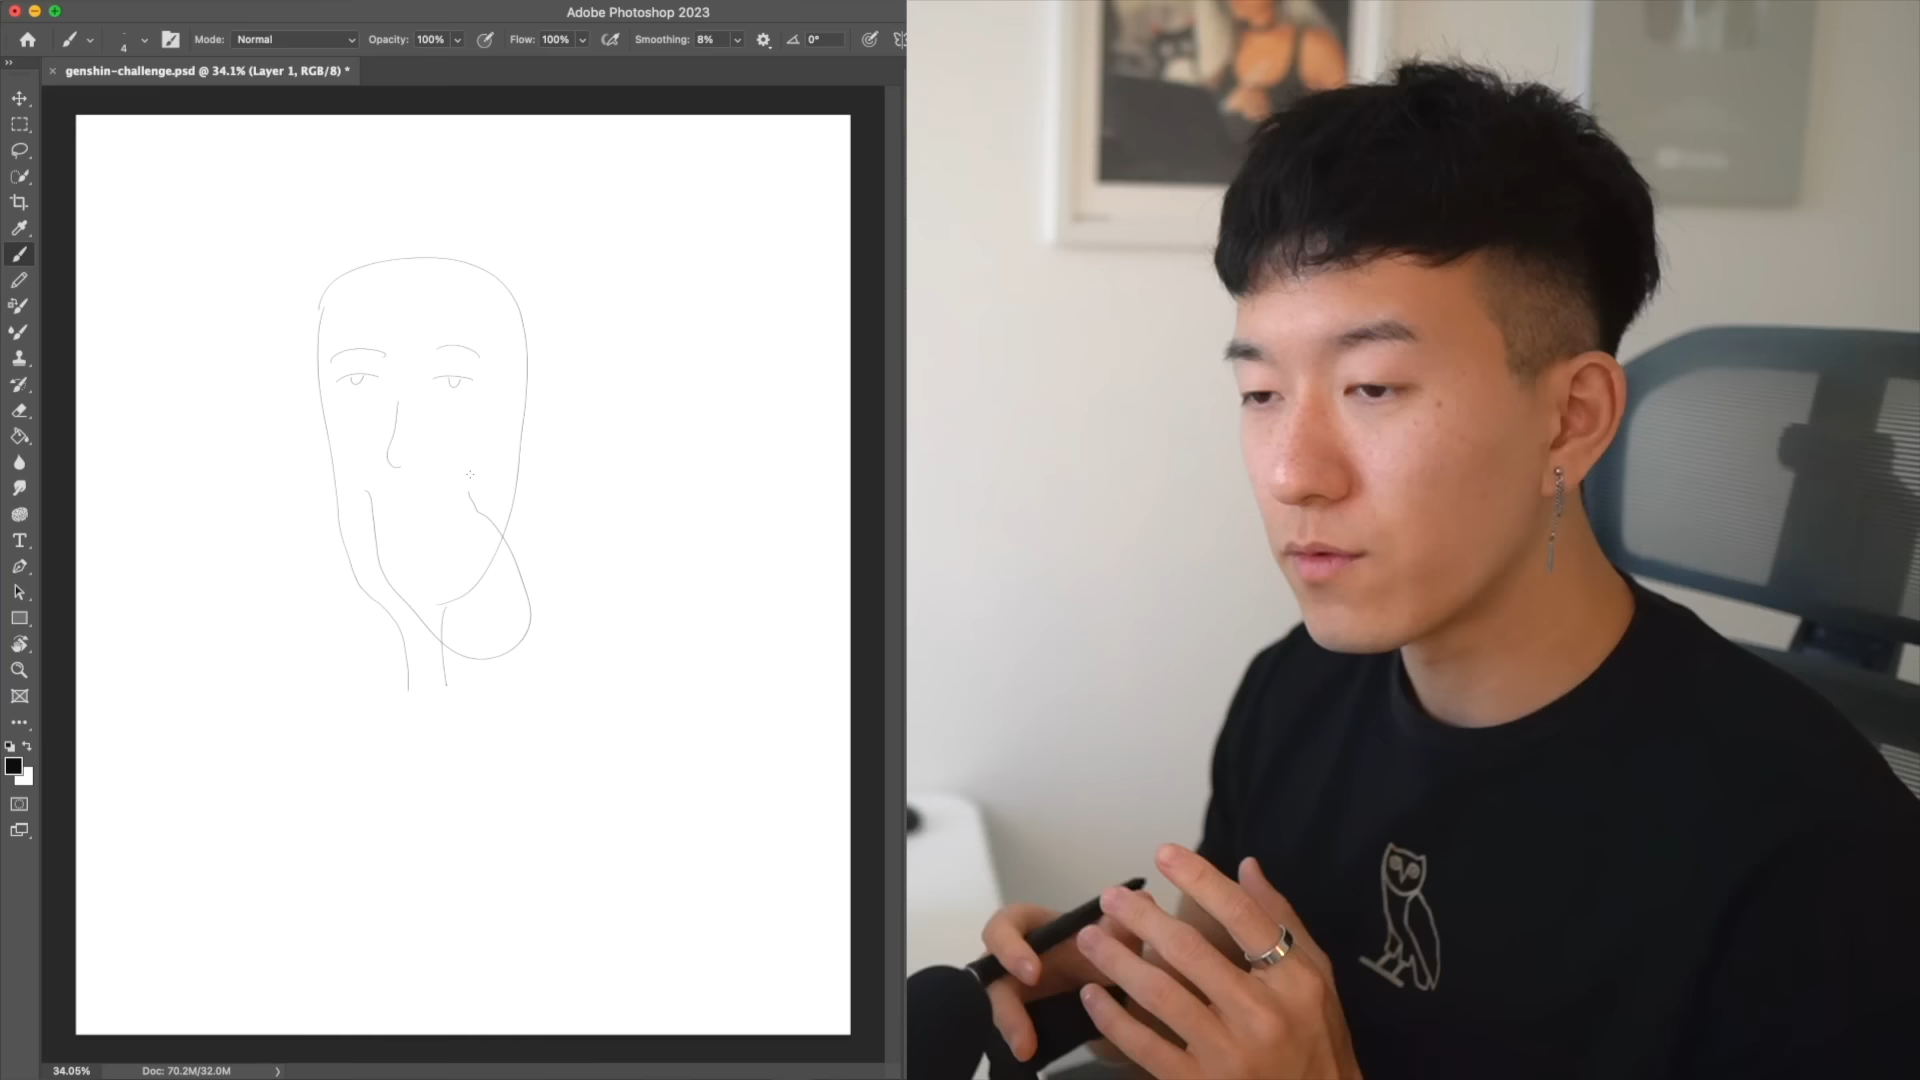 Adobe Photoshop 2023
4
Mode: Normal
Opacity: 100%
Flow: 100%
Smoothing: 8%
0°
genshin-challenge.psd @ 34.1% (Layer 1, RGB/8) *
34.05%
Doc: 70.2M/32.0M